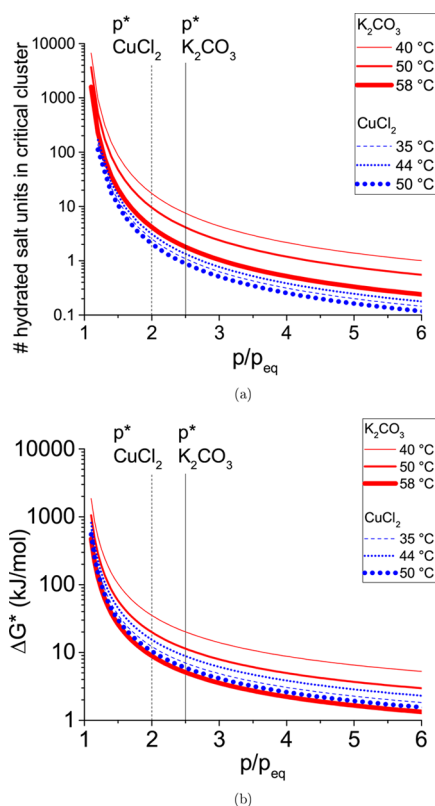 p* p*
CuCl₂ K₂CO₃
10000
1000
100
10
1
0.1
# hydrated salt units in critical cluster
1 2 3 4 5 6
p/pₑq
K₂CO₃
40 °C
50 °C
58 °C
CuCl₂
35 °C
44 °C
50 °C
(a)
p* p*
CuCl₂ K₂CO₃
10000
1000
100
10
1
ΔG* (kJ/mol)
1 2 3 4 5 6
p/pₑq
K₂CO₃
40 °C
50 °C
58 °C
CuCl₂
35 °C
44 °C
50 °C
(b)